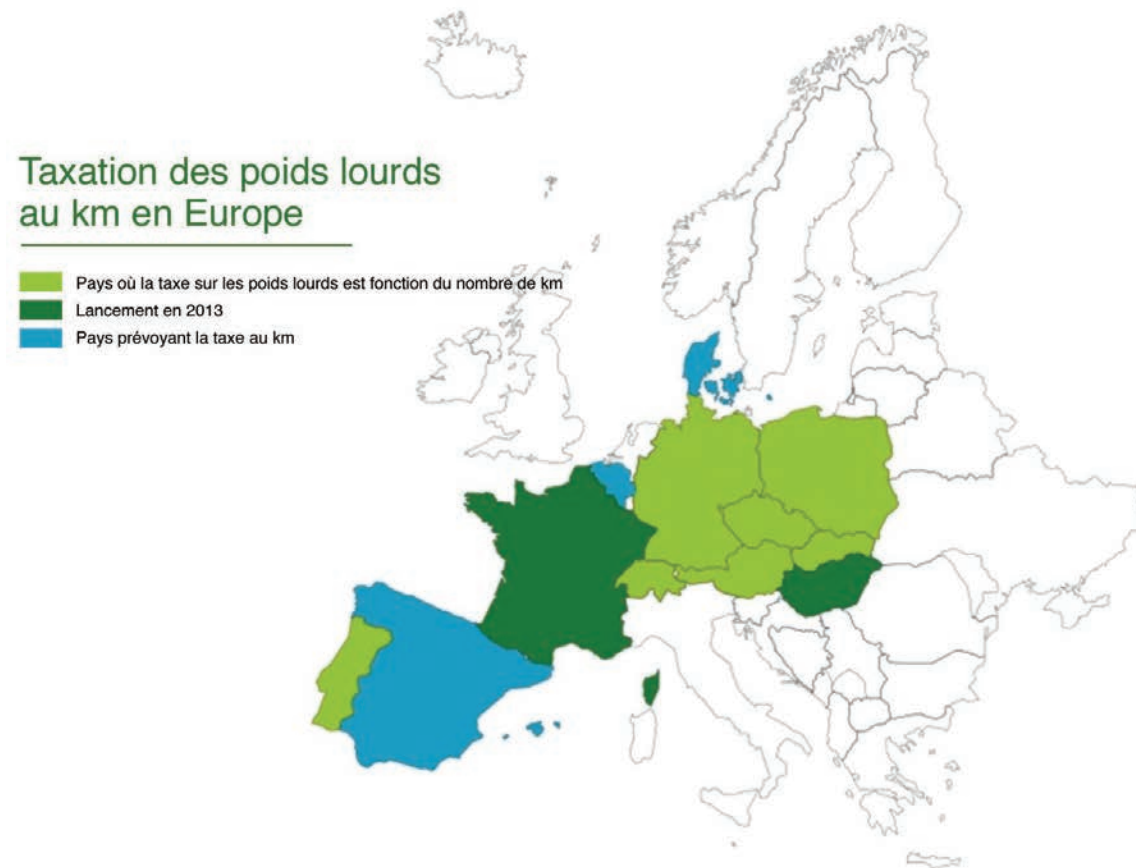 Taxation des poids lourds
au km en Europe
Pays où la taxe sur les poids lourds est fonction du nombre de km
Lancement en 2013
Pays prévoyant la taxe au km